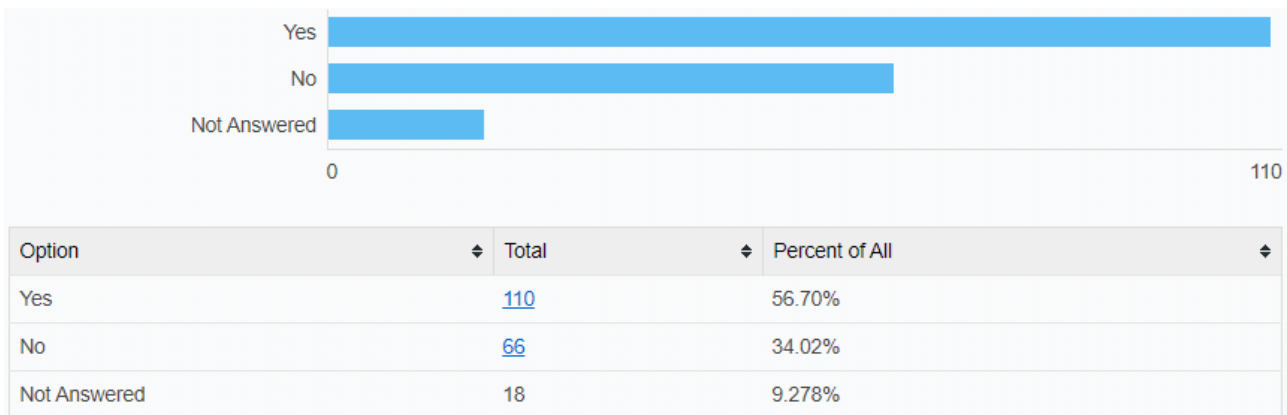 Yes
No
Not Answered
0 110
Option Total Percent of All
Yes 110 56.70%
No 66 34.02%
Not Answered 18 9.278%